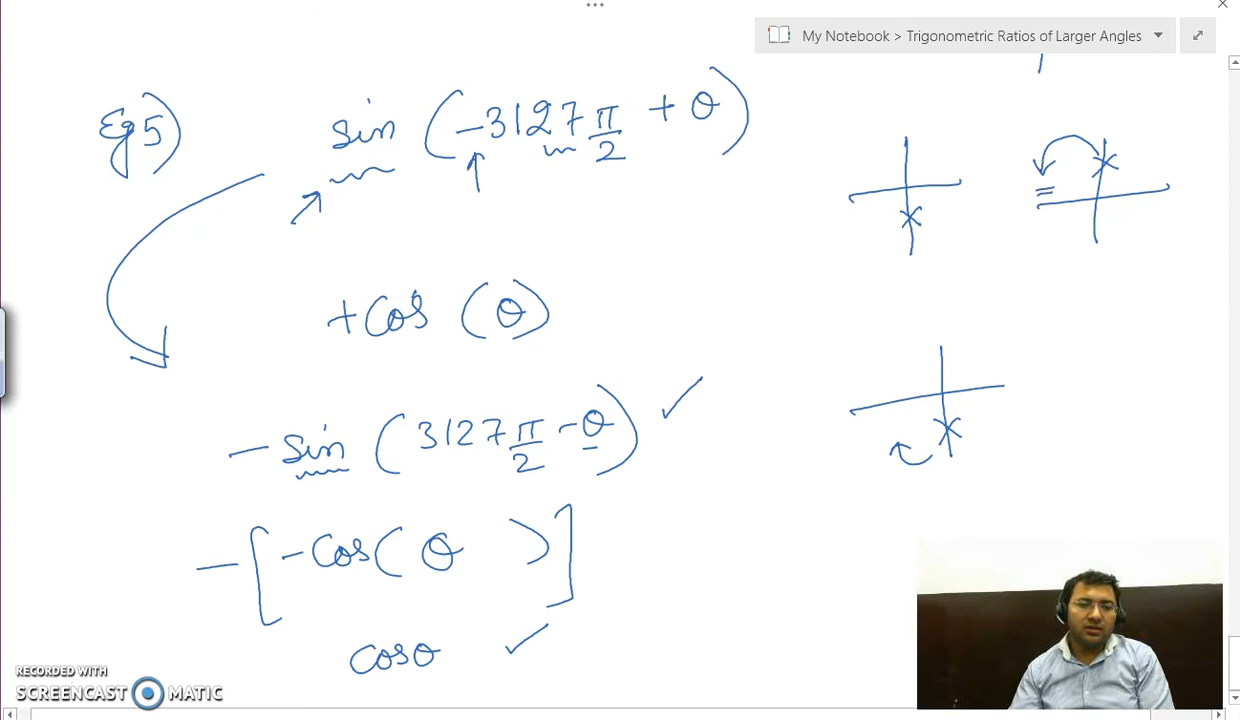 My Notebook > Trigonometric Ratios of Larger Angles
Eg 5) sin (-3127 π/2 + θ)
+cos (θ)
- sin (3127 π/2 - θ) ✓
- [-cos( θ )]
cosθ ✓
RECORDED WITH
SCREENCAST MATIC